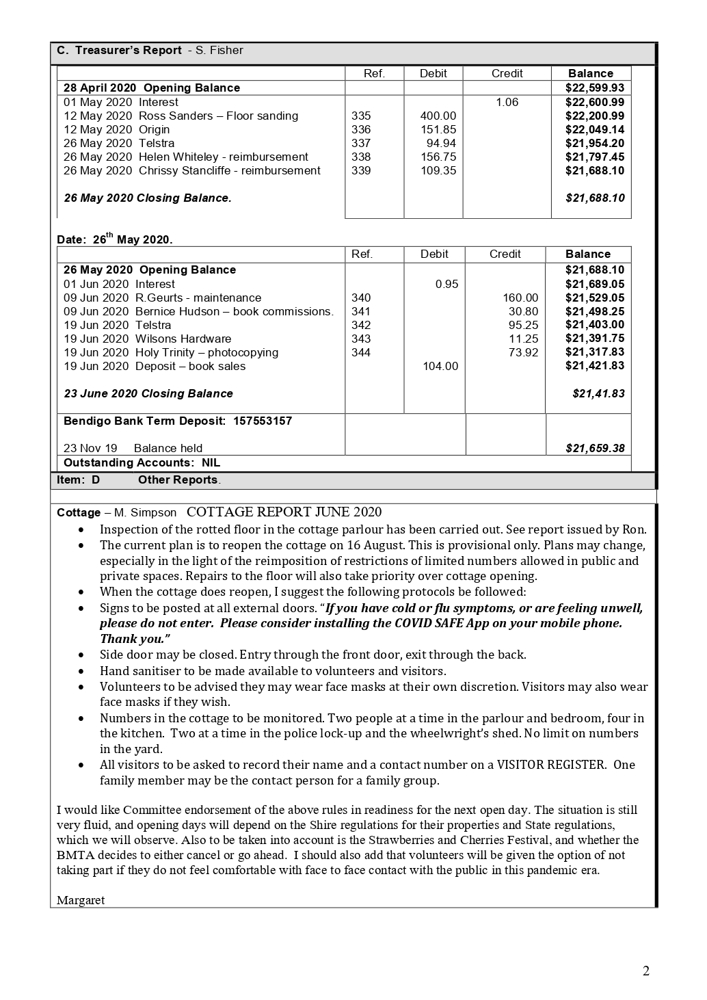 C. Treasurer's Report - S. Fisher
Ref. Debit Credit Balance
28 April 2020 Opening Balance $22,599.93
01 May 2020 Interest 1.06 $22,600.99
12 May 2020 Ross Sanders – Floor sanding 335 400.00 $22,200.99
12 May 2020 Origin 336 151.85 $22,049.14
26 May 2020 Telstra 337 94.94 $21,954.20
26 May 2020 Helen Whiteley - reimbursement 338 156.75 $21,797.45
26 May 2020 Chrissy Stancliffe - reimbursement 339 109.35 $21,688.10
26 May 2020 Closing Balance. $21,688.10
Date: 26th May 2020.
Ref. Debit Credit Balance
26 May 2020 Opening Balance $21,688.10
01 Jun 2020 Interest 0.95 $21,689.05
09 Jun 2020 R.Geurts - maintenance 340 160.00 $21,529.05
09 Jun 2020 Bernice Hudson – book commissions. 341 30.80 $21,498.25
19 Jun 2020 Telstra 342 95.25 $21,403.00
19 Jun 2020 Wilsons Hardware 343 11.25 $21,391.75
19 Jun 2020 Holy Trinity – photocopying 344 73.92 $21,317.83
19 Jun 2020 Deposit – book sales 104.00 $21,421.83
23 June 2020 Closing Balance $21,41.83
Bendigo Bank Term Deposit: 157553157
23 Nov 19 Balance held $21,659.38
Outstanding Accounts: NIL
Item: D Other Reports.
Cottage – M. Simpson COTTAGE REPORT JUNE 2020
• Inspection of the rotted floor in the cottage parlour has been carried out. See report issued by Ron.
• The current plan is to reopen the cottage on 16 August. This is provisional only. Plans may change,
especially in the light of the reimposition of restrictions of limited numbers allowed in public and
private spaces. Repairs to the floor will also take priority over cottage opening.
• When the cottage does reopen, I suggest the following protocols be followed:
• Signs to be posted at all external doors. “If you have cold or flu symptoms, or are feeling unwell,
please do not enter. Please consider installing the COVID SAFE App on your mobile phone.
Thank you.”
• Side door may be closed. Entry through the front door, exit through the back.
• Hand sanitiser to be made available to volunteers and visitors.
• Volunteers to be advised they may wear face masks at their own discretion. Visitors may also wear
face masks if they wish.
• Numbers in the cottage to be monitored. Two people at a time in the parlour and bedroom, four in
the kitchen. Two at a time in the police lock-up and the wheelwright’s shed. No limit on numbers
in the yard.
• All visitors to be asked to record their name and a contact number on a VISITOR REGISTER. One
family member may be the contact person for a family group.
I would like Committee endorsement of the above rules in readiness for the next open day. The situation is still
very fluid, and opening days will depend on the Shire regulations for their properties and State regulations,
which we will observe. Also to be taken into account is the Strawberries and Cherries Festival, and whether the
BMTA decides to either cancel or go ahead. I should also add that volunteers will be given the option of not
taking part if they do not feel comfortable with face to face contact with the public in this pandemic era.
Margaret
2